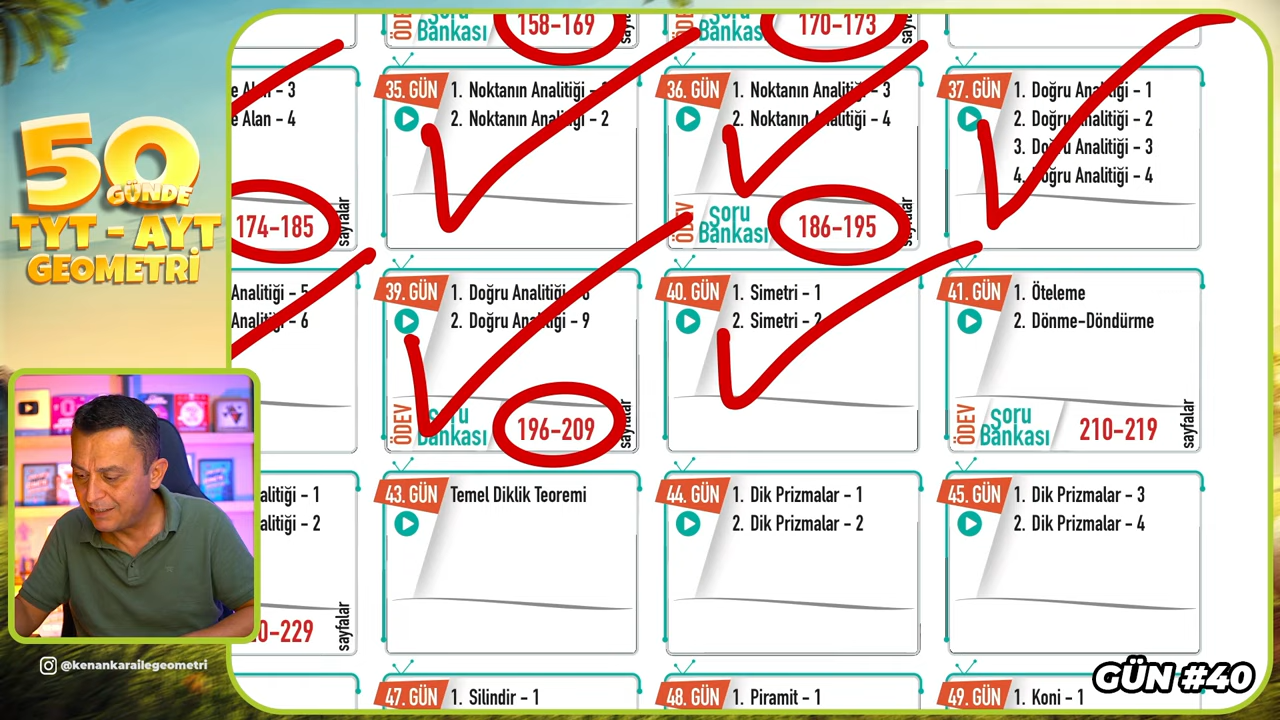 50
GÜNDE
TYT - AYT
GEOMETRİ
ÖDEV
Soru
Bankası
158-169
sayfalar
ÖDEV
Soru
Bankası
170-173
sayfalar
e Alan - 3
e Alan - 4
174-185
sayfalar
35. GÜN
1. Noktanın Analitiği -
2. Noktanın Analitiği - 2
36. GÜN
1. Noktanın Analitiği - 3
2. Noktanın Analitiği - 4
ÖDEV
Soru
Bankası
186-195
sayfalar
37. GÜN
1. Doğru Analitiği - 1
2. Doğru Analitiği - 2
3. Doğru Analitiği - 3
4. Doğru Analitiği - 4
Analitiği - 5
Analitiği - 6
39. GÜN
1. Doğru Analitiği -
2. Doğru Analitiği - 9
ÖDEV
Soru
Bankası
196-209
sayfalar
40. GÜN
1. Simetri - 1
2. Simetri - 2
41. GÜN
1. Öteleme
2. Dönme-Döndürme
ÖDEV
Soru
Bankası
210-219
sayfalar
alitiği - 1
alitiği - 2
0-229
sayfalar
43. GÜN
Temel Diklik Teoremi
44. GÜN
1. Dik Prizmalar - 1
2. Dik Prizmalar - 2
45. GÜN
1. Dik Prizmalar - 3
2. Dik Prizmalar - 4
47. GÜN
1. Silindir - 1
48. GÜN
1. Piramit - 1
49. GÜN
1. Koni - 1
@kenankarailegeometri
GÜN #40